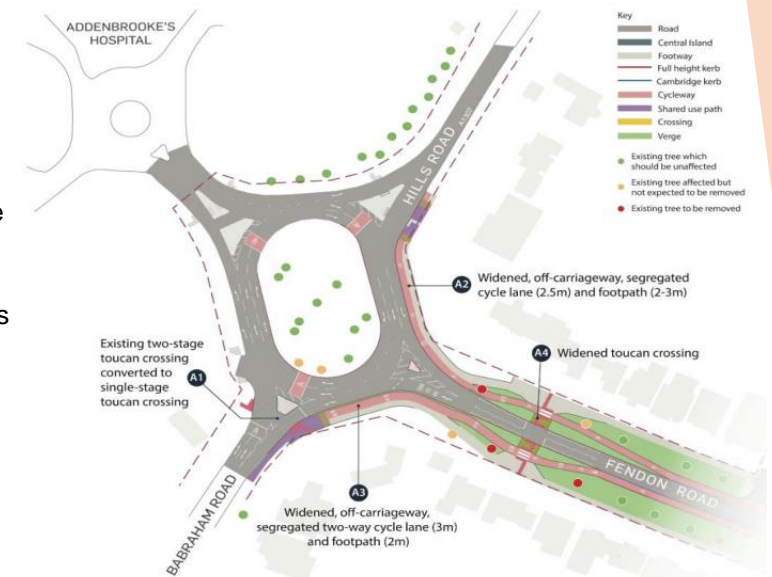 ADDENBROOKE'S
HOSPITAL
Key
Road
Central Island
Footway
Full height kerb
Cambridge kerb
Cycleway
Shared use path
Crossing
Verge
Existing tree which
should be unaffected
Existing tree affected but
not expected to be removed
Existing tree to be removed
HILLS ROAD A1307
e
s
A2 Widened, off-carriageway, segregated
cycle lane (2.5m) and footpath (2-3m)
Existing two-stage
toucan crossing
converted to
single-stage
toucan crossing
A1
A4 Widened toucan crossing
FENDON ROAD
BABRAHAM ROAD
A3
Widened, off-carriageway,
segregated two-way cycle lane (3m)
and footpath (2m)